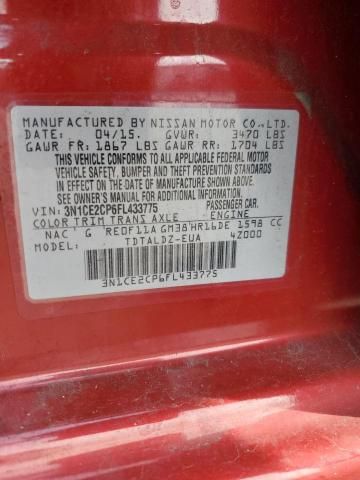 MANUFACTURED BY NISSAN MOTOR CO.,LTD.
DATE: 04/15. GVWR: 3470 LBS
GAWR FR: 1867 LBS GAWR RR: 1704 LBS
THIS VEHICLE CONFORMS TO ALL APPLICABLE FEDERAL MOTOR
VEHICLE SAFETY, BUMPER AND THEFT PREVENTION STANDARDS
IN EFFECT ON THE DATE OF MANUFACTURE SHOWN ABOVE.
SEE OWNER'S MANUAL FOR ADDITIONAL INFORMATION.
VIN: 3N1CE2CP6FL433775 PASSENGER CAR.
COLOR TRIM TRANS AXLE ENGINE
NAC G RE0F11A GM38 HR16DE 1598 CC
MODEL: TDTALDZ-EUA 4Z000
3N1CE2CP6FL433775